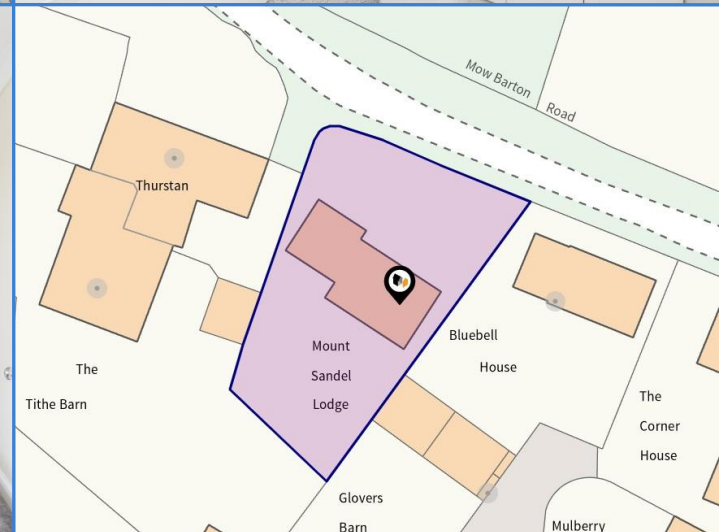 Mow Barton
Road
Thurstan
Mount
Sandel
Lodge
Bluebell
House
The
Tithe Barn
The
Corner
House
Glovers
Barn
Mulberry